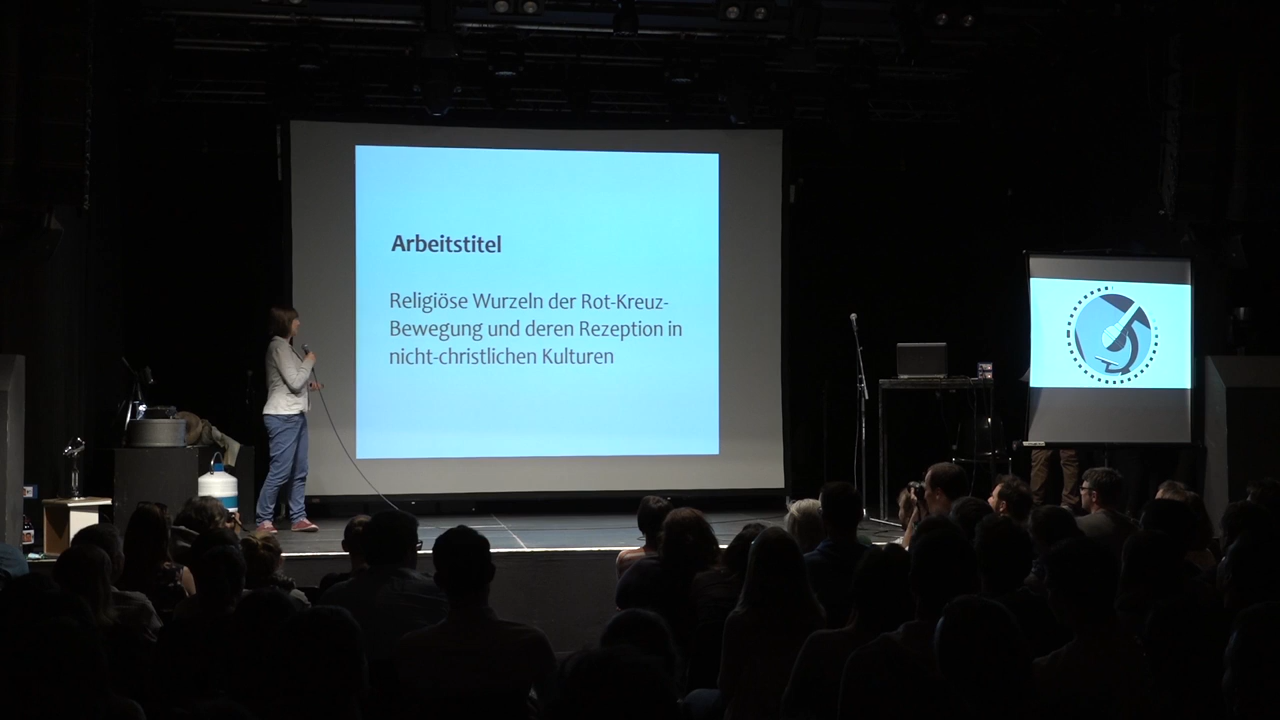 Arbeitstitel
Religiöse Wurzeln der Rot-Kreuz-
Bewegung und deren Rezeption in
nicht-christlichen Kulturen